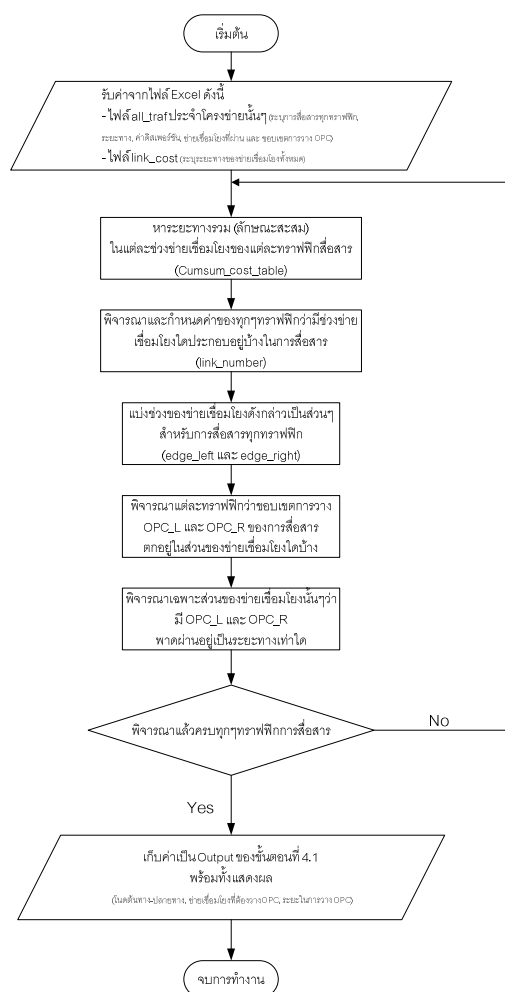 เริ่มต้น
รับค่าจากไฟล์ Excel ดังนี้
- ไฟล์ all_traf ประจำโครงข่ายนั้นๆ (ระบุการสื่อสารทุกทราฟฟิก,
ระยะทาง, ค่าดิสเพอร์ชัน, ข่ายเชื่อมโยงที่ผ่าน และ ขอบเขตการวาง OPC)
- ไฟล์ link_cost (ระบุระยะทางของข่ายเชื่อมโยงทั้งหมด)
หาระยะทางรวม (ลักษณะสะสม)
ในแต่ละช่วงข่ายเชื่อมโยงของแต่ละทราฟฟิกสื่อสาร
(Cumsum_cost_table)
พิจารณาและกำหนดค่าของทุกๆทราฟฟิกว่ามีช่วงข่าย
เชื่อมโยงใดประกอบอยู่บ้างในการสื่อสาร
(link_number)
แบ่งช่วงของข่ายเชื่อมโยงดังกล่าวเป็นส่วนๆ
สำหรับการสื่อสารทุกทราฟฟิก
(edge_left และ edge_right)
พิจารณาแต่ละทราฟฟิกว่าขอบเขตการวาง
OPC_L และ OPC_R ของการสื่อสาร
ตกอยู่ในส่วนของข่ายเชื่อมโยงใดบ้าง
พิจารณาเฉพาะส่วนของข่ายเชื่อมโยงนั้นๆว่า
มี OPC_L และ OPC_R
พาดผ่านอยู่เป็นระยะทางเท่าใด
พิจารณาแล้วครบทุกๆทราฟฟิกการสื่อสาร
No
Yes
เก็บค่าเป็น Output ของขั้นตอนที่ 4.1
พร้อมทั้งแสดงผล
(โนดต้นทาง-ปลายทาง, ข่ายเชื่อมโยงที่ต้องวาง OPC, ระยะในการวาง OPC)
จบการทำงาน